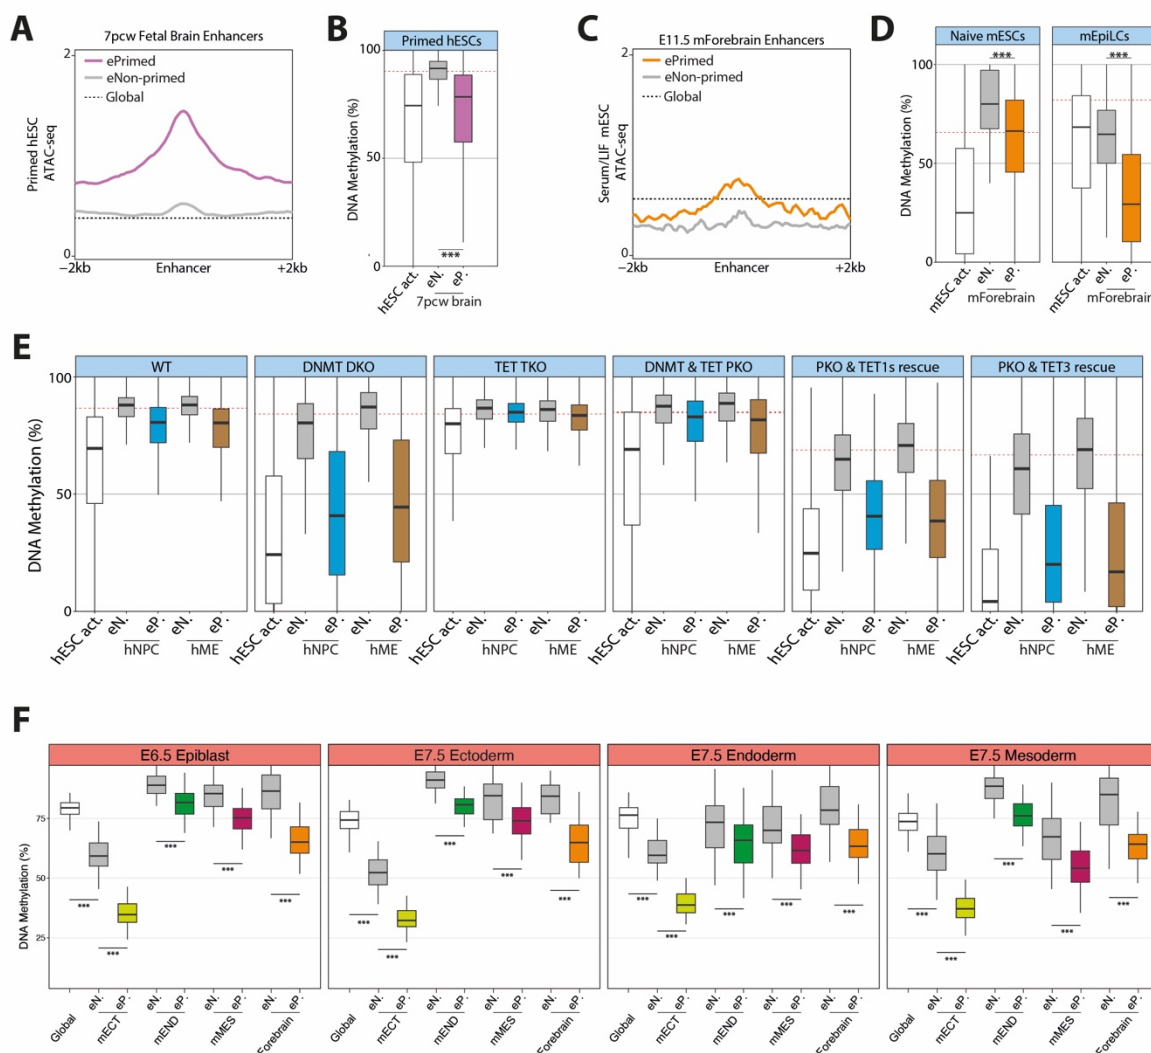 A
7pcw Fetal Brain Enhancers
2
ePrimed
eNon-primed
Global
Primed hESC
ATAC-seq
0
−2kb
Enhancer
+2kb
B
Primed hESCs
100
DNA Methylation (%)
50
0
***
hESC act.
eN.
eP.
7pcw brain
C
E11.5 mForebrain Enhancers
2
ePrimed
eNon-primed
Global
Serum/LIF mESC
ATAC-seq
2
−2kb
Enhancer
+2kb
D
Naive mESCs
mEpiLCs
100
***
***
DNA Methylation (%)
50
0
mESC act.
eN.
eP.
mForebrain
mESC act.
eN.
eP.
mForebrain
E
WT
DNMT DKO
TET TKO
DNMT & TET PKO
PKO & TET1s rescue
PKO & TET3 rescue
100
DNA Methylation (%)
50
0
hESC act.
eN.
eP.
eN.
eP.
hNPC
hME
hESC act.
eN.
eP.
eN.
eP.
hNPC
hME
hESC act.
eN.
eP.
eN.
eP.
hNPC
hME
hESC act.
eN.
eP.
eN.
eP.
hNPC
hME
hESC act.
eN.
eP.
eN.
eP.
hNPC
hME
hESC act.
eN.
eP.
eN.
eP.
hNPC
hME
F
E6.5 Epiblast
E7.5 Ectoderm
E7.5 Endoderm
E7.5 Mesoderm
DNA Methylation (%)
75
50
25
*** *** *** *** ***
*** *** *** *** ***
*** *** *** *** ***
*** *** *** *** ***
Global
eN. eP. eN. eP. eN. eP. eN. eP.
mECT
mEND
mMES
Forebrain
Global
eN. eP. eN. eP. eN. eP. eN. eP.
mECT
mEND
mMES
Forebrain
Global
eN. eP. eN. eP. eN. eP. eN. eP.
mECT
mEND
mMES
Forebrain
Global
eN. eP. eN. eP. eN. eP. eN. eP.
mECT
mEND
mMES
Forebrain